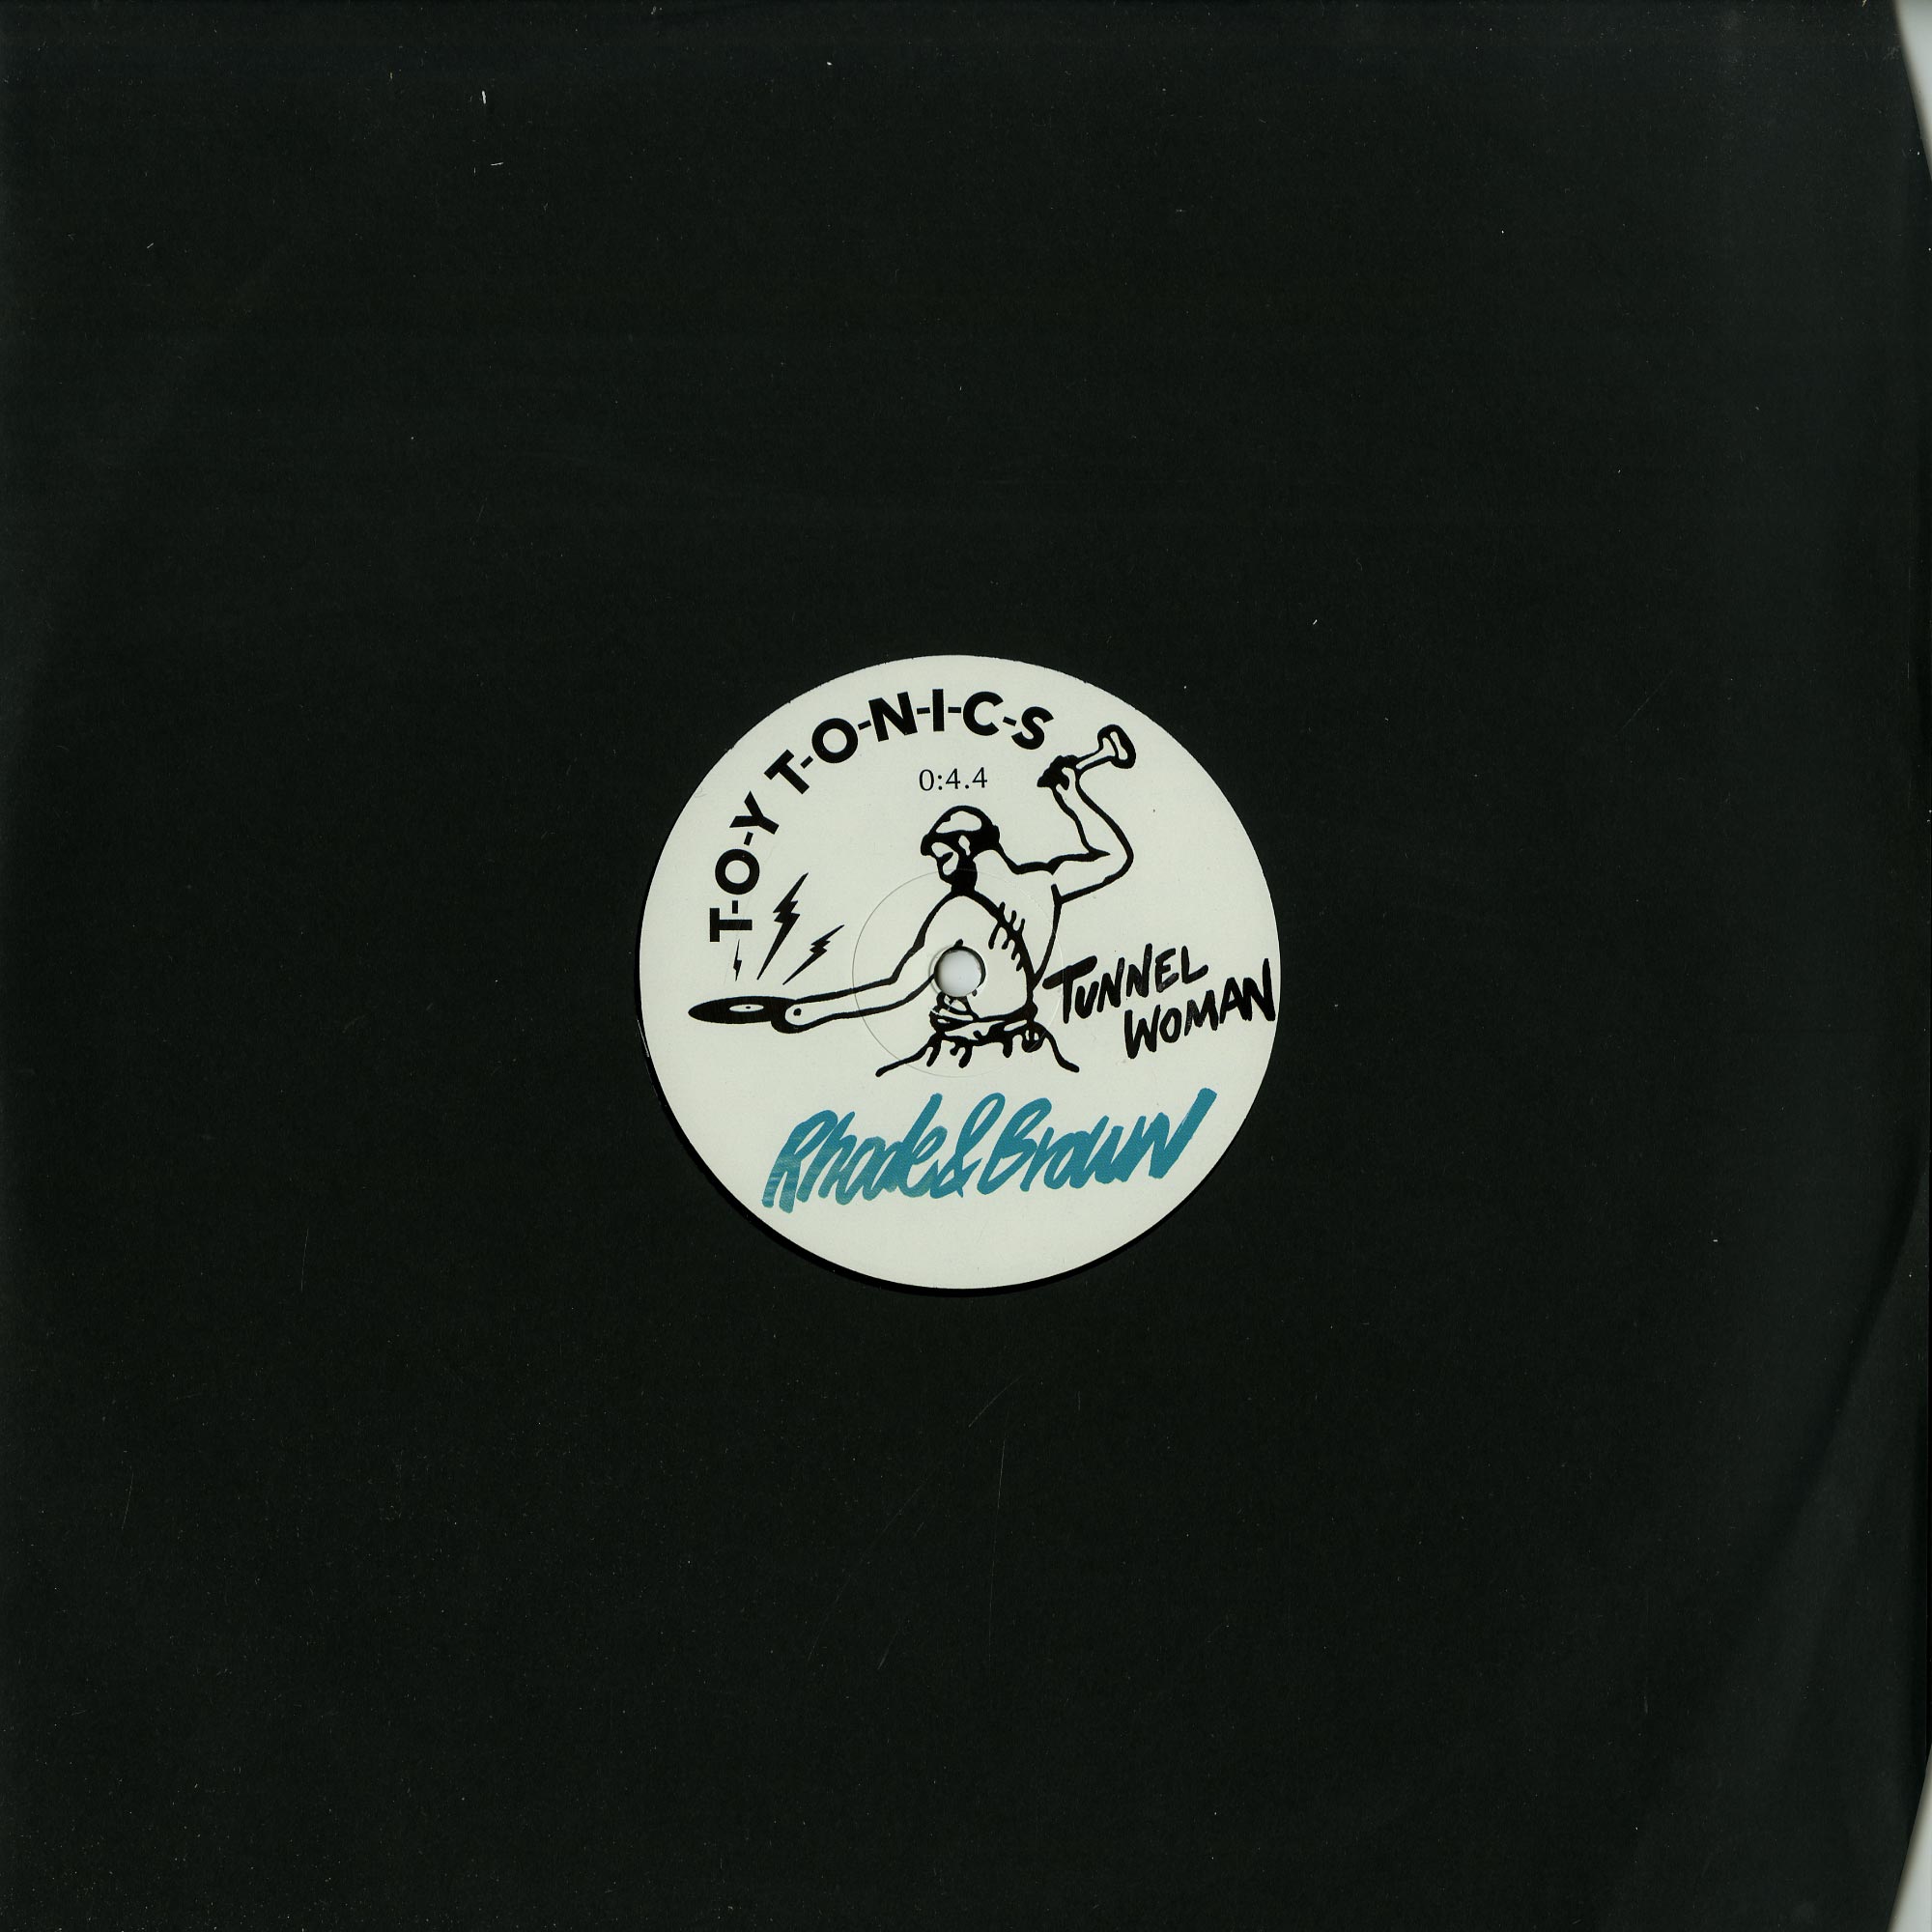 T-O-Y T-O-N-I-C-S
0:4.4
TUNNEL
WOMAN
Rhode&Brown